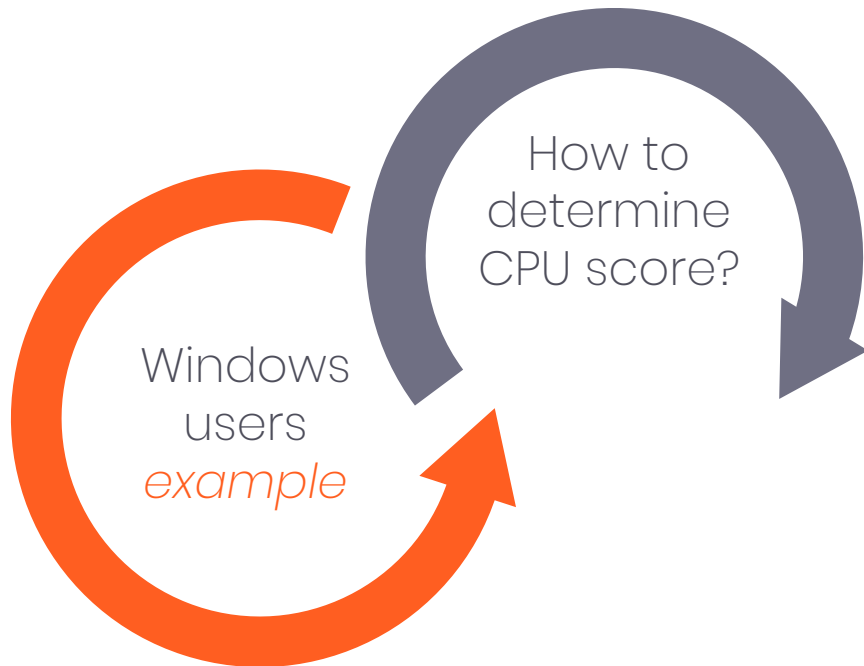 How to
determine
CPU score?
Windows
users
example